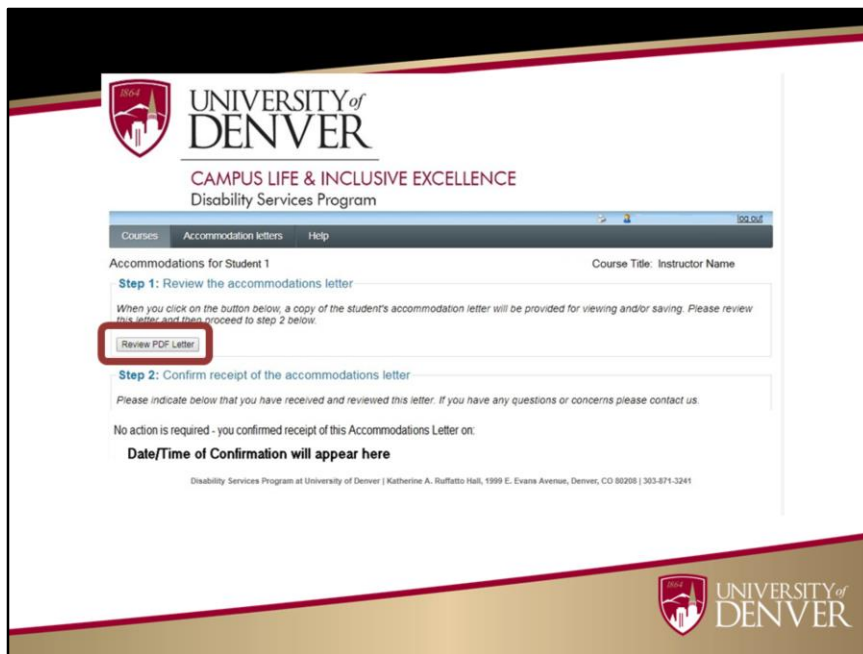 1864
UNIVERSITY of
DENVER
CAMPUS LIFE & INCLUSIVE EXCELLENCE
Disability Services Program
log out
Courses Accommodation letters Help
Accommodations for Student 1 Course Title: Instructor Name
Step 1: Review the accommodations letter
When you click on the button below, a copy of the student's accommodation letter will be provided for viewing and/or saving. Please review
this letter and then proceed to step 2 below.
Review PDF Letter
Step 2: Confirm receipt of the accommodations letter
Please indicate below that you have received and reviewed this letter. If you have any questions or concerns please contact us.
No action is required - you confirmed receipt of this Accommodations Letter on:
Date/Time of Confirmation will appear here
Disability Services Program at University of Denver | Katherine A. Ruffatto Hall, 1999 E. Evans Avenue, Denver, CO 80208 | 303-871-3241
1864
UNIVERSITY of
DENVER